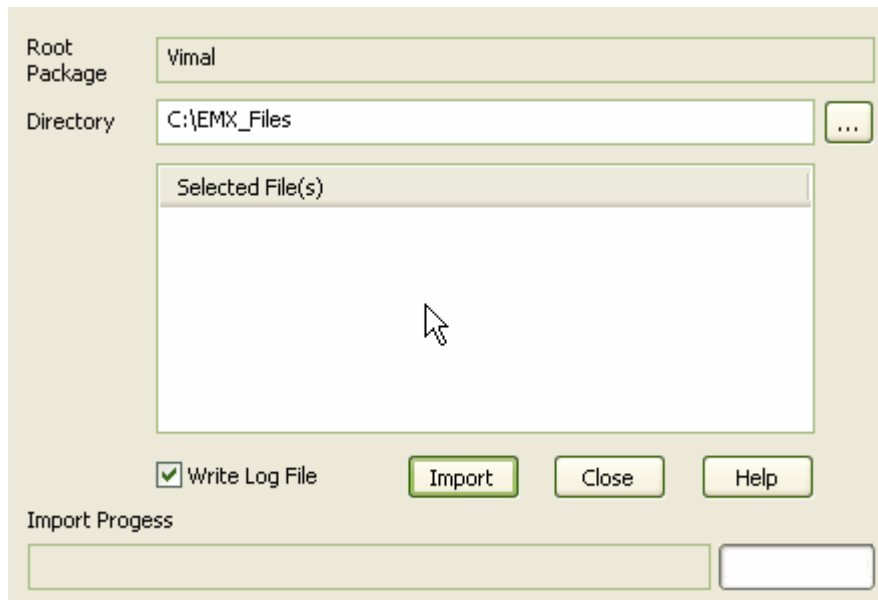 Root
Package
Vimal
Directory
C:\EMX_Files
...
Selected File(s)
Write Log File
Import
Close
Help
Import Progess